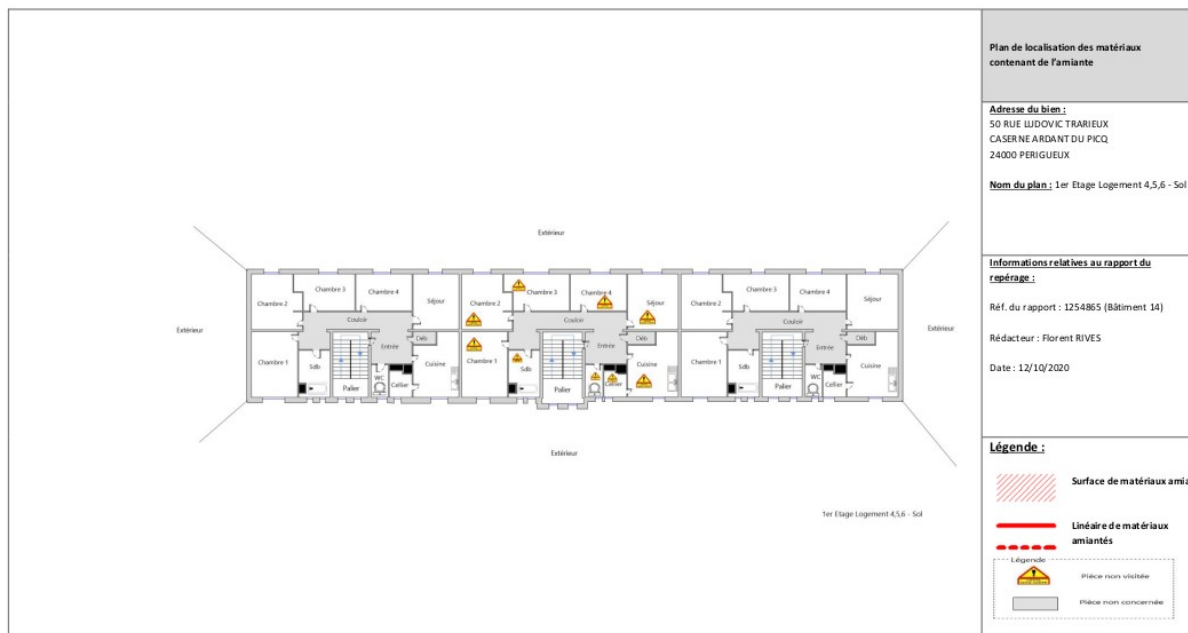 Plan de localisation des matériaux
contenant de l'amiante
Adresse du bien :
50 RUE LUDOVIC TRARIEUX
CASERNE ARDANT DU PICQ
24000 PERIGUEUX
Nom du plan : 1er Etage Logement 4,5,6 - Sol
Informations relatives au rapport du
repérage :
Réf. du rapport : 1254865 (Bâtiment 14)
Rédacteur : Florent RIVES
Date : 12/10/2020
Légende :
Surface de matériaux amia
Linéaire de matériaux
amiantés
Légende
Pièce non visitée
Pièce non concernée
Extérieur
Extérieur
Extérieur
Extérieur
Chambre 2
Chambre 3
Chambre 4
Séjour
Couloir
Entrée
Déb
Chambre 1
Sdb
Palier
WC
Cellier
Cuisine
Chambre 2
Chambre 3
Chambre 4
Séjour
Couloir
Entrée
Déb
Chambre 1
Sdb
Palier
WC
Cellier
Cuisine
Chambre 2
Chambre 3
Chambre 4
Séjour
Couloir
Entrée
Déb
Chambre 1
Sdb
Palier
WC
Cellier
Cuisine
1er Etage Logement 4,5,6 - Sol